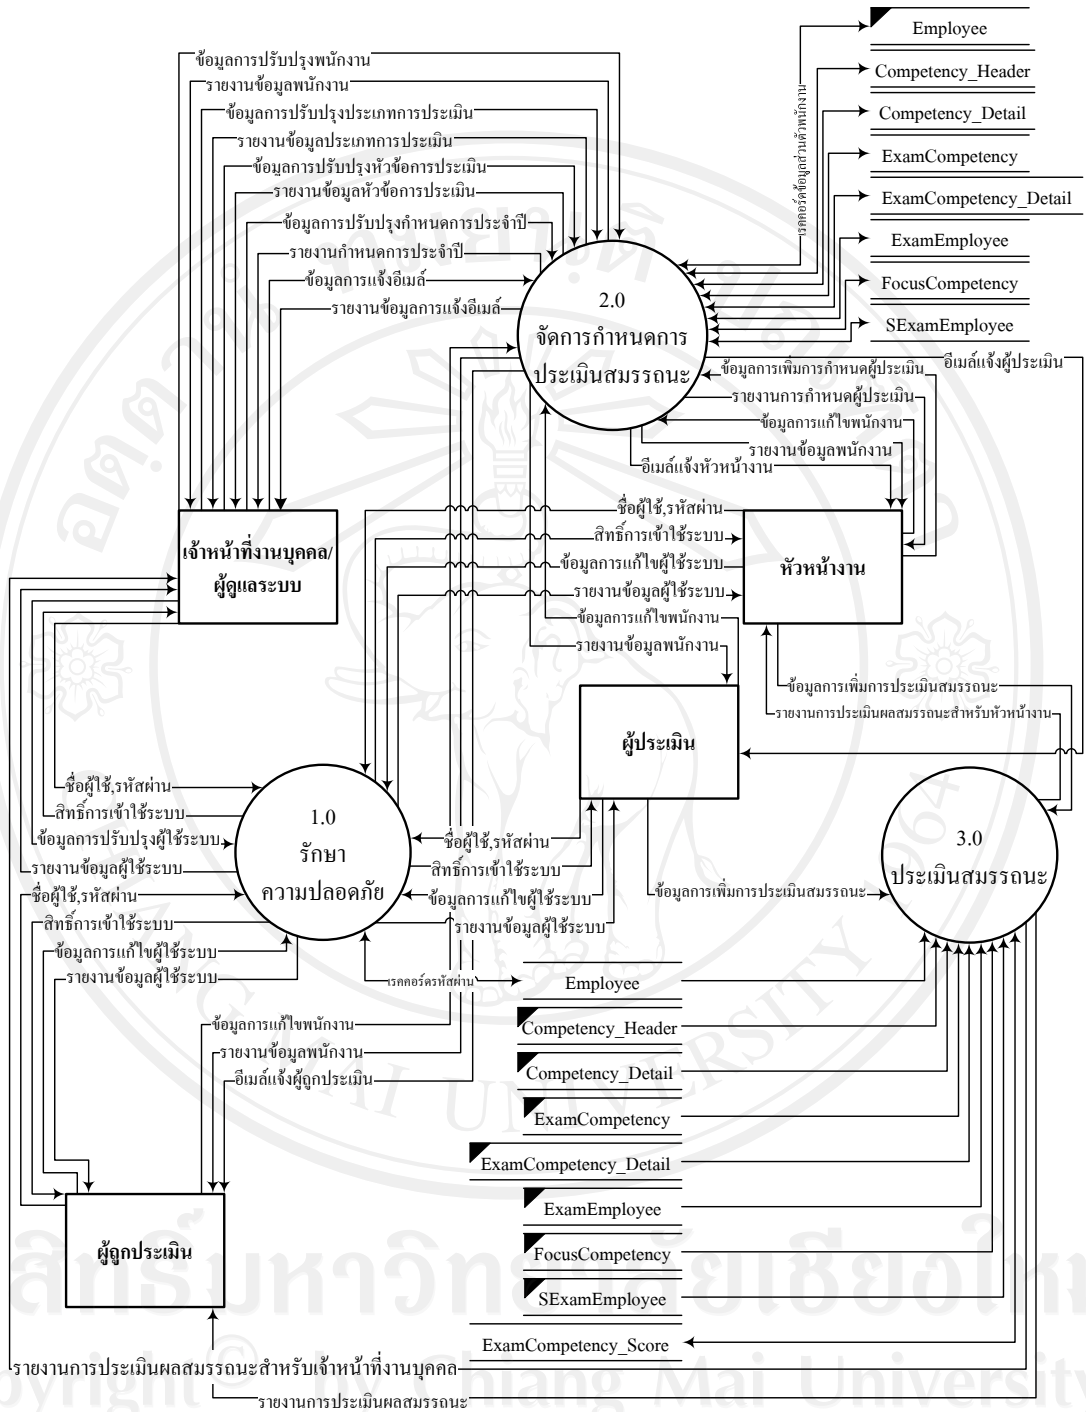 Employee
ข้อมูลการปรับปรุงพนักงาน
Competency_Header
รายงานข้อมูลพนักงาน
ข้อมูลการปรับปรุงประเภทการประเมิน
Competency_Detail
รายงานข้อมูลประเภทการประเมิน
ข้อมูลการปรับปรุงหัวข้อการประเมิน
ExamCompetency
รายงานข้อมูลหัวข้อการประเมิน
ExamCompetency_Detail
เรคคอร์ดข้อมูลส่วนตัวพนักงาน
ข้อมูลการปรับปรุงกำหนดการประจำปี
ExamEmployee
รายงานกำหนดการประจำปี
ข้อมูลการแจ้งอีเมล์
FocusCompetency
รายงานข้อมูลการแจ้งอีเมล์
SExamEmployee
2.0
จัดการกำหนดการ
ประเมินสมรรถนะ
อีเมล์แจ้งผู้ประเมิน
ข้อมูลการเพิ่มการกำหนดผู้ประเมิน
รายงานการกำหนดผู้ประเมิน
ข้อมูลการแก้ไขพนักงาน
รายงานข้อมูลพนักงาน
อีเมล์แจ้งหัวหน้างาน
ชื่อผู้ใช้,รหัสผ่าน
สิทธิ์การเข้าใช้ระบบ
ข้อมูลการแก้ไขผู้ใช้ระบบ
รายงานข้อมูลผู้ใช้ระบบ
เจ้าหน้าที่งานบุคคล/
ผู้ดูแลระบบ
หัวหน้างาน
ข้อมูลการแก้ไขพนักงาน
รายงานข้อมูลพนักงาน
ข้อมูลการเพิ่มการประเมินสมรรถนะ
รายงานการประเมินผลสมรรถนะสำหรับหัวหน้างาน
ผู้ประเมิน
ชื่อผู้ใช้,รหัสผ่าน
สิทธิ์การเข้าใช้ระบบ
ข้อมูลการปรับปรุงผู้ใช้ระบบ
รายงานข้อมูลผู้ใช้ระบบ
1.0
รักษา
ความปลอดภัย
ชื่อผู้ใช้,รหัสผ่าน
สิทธิ์การเข้าใช้ระบบ
ข้อมูลการแก้ไขผู้ใช้ระบบ
รายงานข้อมูลผู้ใช้ระบบ
ข้อมูลการเพิ่มการประเมินสมรรถนะ
3.0
ประเมินสมรรถนะ
ชื่อผู้ใช้,รหัสผ่าน
สิทธิ์การเข้าใช้ระบบ
ข้อมูลการแก้ไขผู้ใช้ระบบ
รายงานข้อมูลผู้ใช้ระบบ
เรคคอร์ดรหัสผ่าน
Employee
ข้อมูลการแก้ไขพนักงาน
Competency_Header
รายงานข้อมูลพนักงาน
อีเมล์แจ้งผู้ถูกประเมิน
Competency_Detail
ExamCompetency
ExamCompetency_Detail
ExamEmployee
ผู้ถูกประเมิน
FocusCompetency
SExamEmployee
ExamCompetency_Score
รายงานการประเมินผลสมรรถนะสำหรับเจ้าหน้าที่งานบุคคล
รายงานการประเมินผลสมรรถนะ